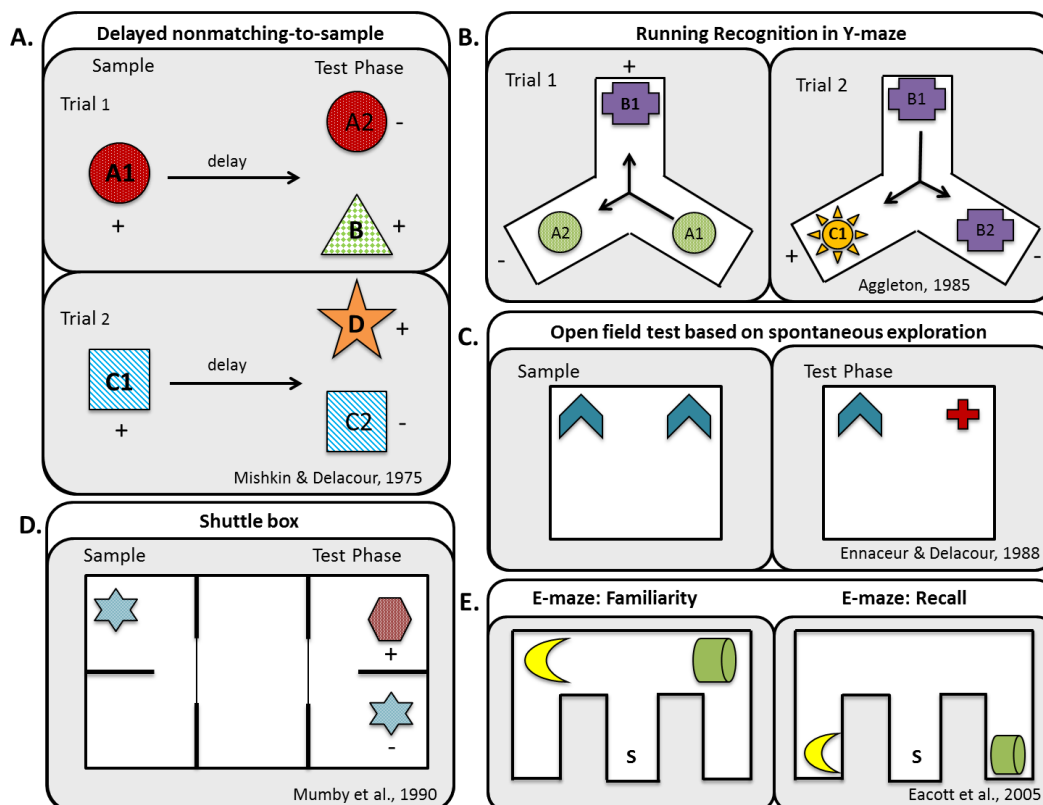 A.
Delayed nonmatching-to-sample
Sample
Test Phase
Trial 1
A1
+
delay
A2
-
B
+
Trial 2
C1
+
delay
D
+
C2
-
Mishkin & Delacour, 1975
B.
Running Recognition in Y-maze
Trial 1
+
B1
A2
-
A1
Trial 2
B1
C1
+
B2
-
Aggleton, 1985
C.
Open field test based on spontaneous exploration
Sample
Test Phase
Ennaceur & Delacour, 1988
D.
Shuttle box
Sample
Test Phase
+
-
Mumby et al., 1990
E.
E-maze: Familiarity
E-maze: Recall
S
S
Eacott et al., 2005